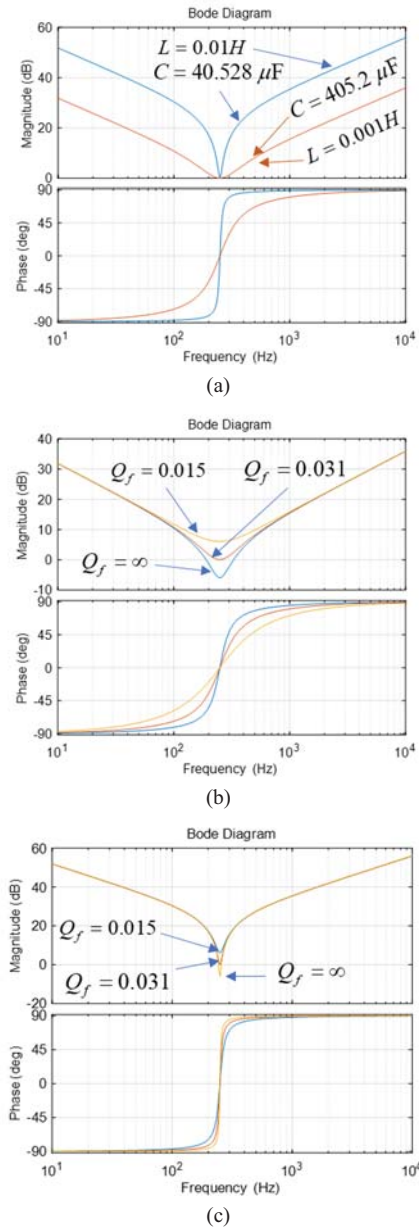 Bode Diagram
60
40
20
0
Magnitude (dB)
L = 0.01H
C = 40.528 μF
C = 405.2 μF
L = 0.001H
90
45
0
-45
-90
Phase (deg)
10^1
10^2
10^3
10^4
Frequency (Hz)
(a)
Bode Diagram
40
30
20
10
0
-10
Magnitude (dB)
Q_f = 0.015
Q_f = 0.031
Q_f = ∞
90
45
0
-45
-90
Phase (deg)
10^1
10^2
10^3
10^4
Frequency (Hz)
(b)
Bode Diagram
60
40
20
0
-20
Magnitude (dB)
Q_f = 0.015
Q_f = 0.031
Q_f = ∞
90
45
0
-45
-90
Phase (deg)
10^1
10^2
10^3
10^4
Frequency (Hz)
(c)